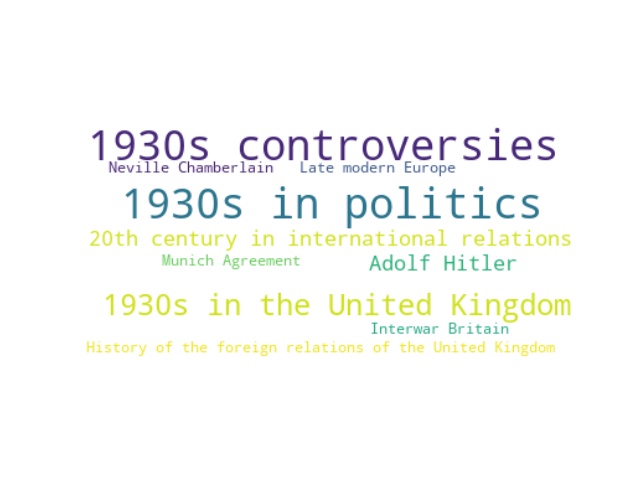 1930s controversies
Neville Chamberlain Late modern Europe
1930s in politics
20th century in international relations
Munich Agreement Adolf Hitler
1930s in the United Kingdom
Interwar Britain
History of the foreign relations of the United Kingdom